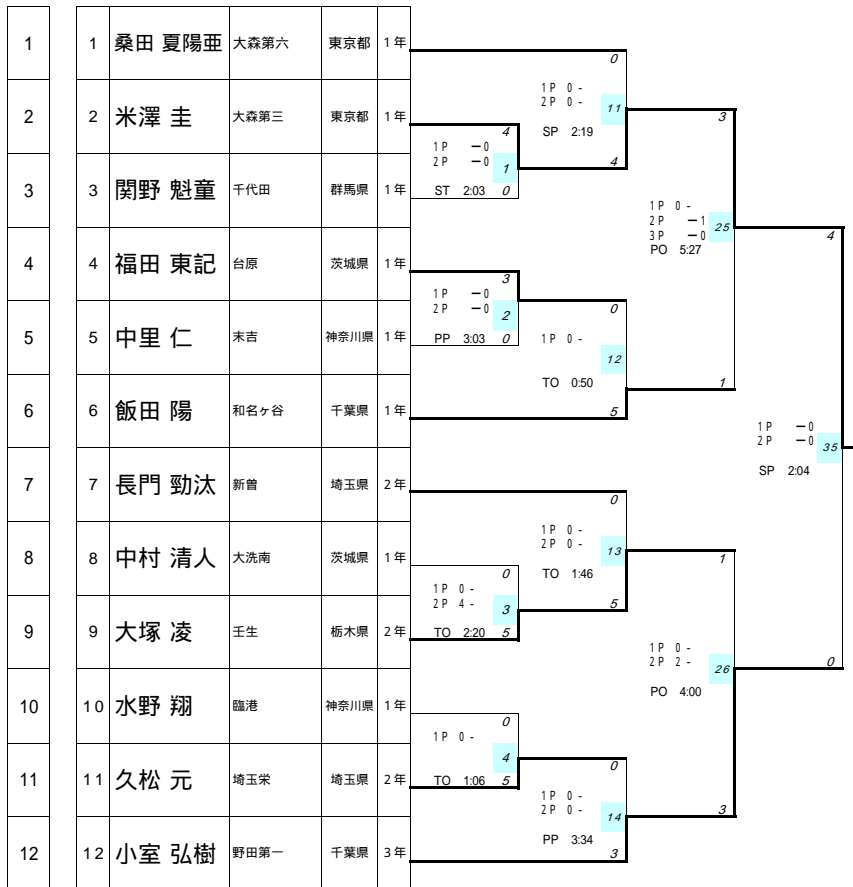 1 1 桑田 夏陽亜 大森第六 東京都 1年
0
1P 0 -
2P 0 -
11
3
SP 2:19
2 2 米澤 圭 大森第三 東京都 1年
4
1P －0
2P －0
1
4
ST 2:03 0
3 3 関野 魁童 千代田 群馬県 1年
1P 0 -
2P －1
3P －0
25
PO 5:27
4
4 4 福田 東記 台原 茨城県 1年
3
1P －0
2P －0
2
0
PP 3:03 0
5 5 中里 仁 末吉 神奈川県 1年
1P 0 -
12
TO 0:50
1
6 6 飯田 陽 和名ヶ谷 千葉県 1年
5
1P －0
2P －0
35
SP 2:04
7 7 長門 勁汰 新曽 埼玉県 2年
0
1P 0 -
2P 0 -
13
TO 1:46
1
8 8 中村 清人 大洗南 茨城県 1年
0
1P 0 -
2P 4 -
3
5
TO 2:20 5
9 9 大塚 凌 壬生 栃木県 2年
1P 0 -
2P 2 -
26
0
PO 4:00
10 10 水野 翔 臨港 神奈川県 1年
0
1P 0 -
4
0
TO 1:06 5
11 11 久松 元 埼玉栄 埼玉県 2年
1P 0 -
2P 0 -
14
3
PP 3:34
12 12 小室 弘樹 野田第一 千葉県 3年
3